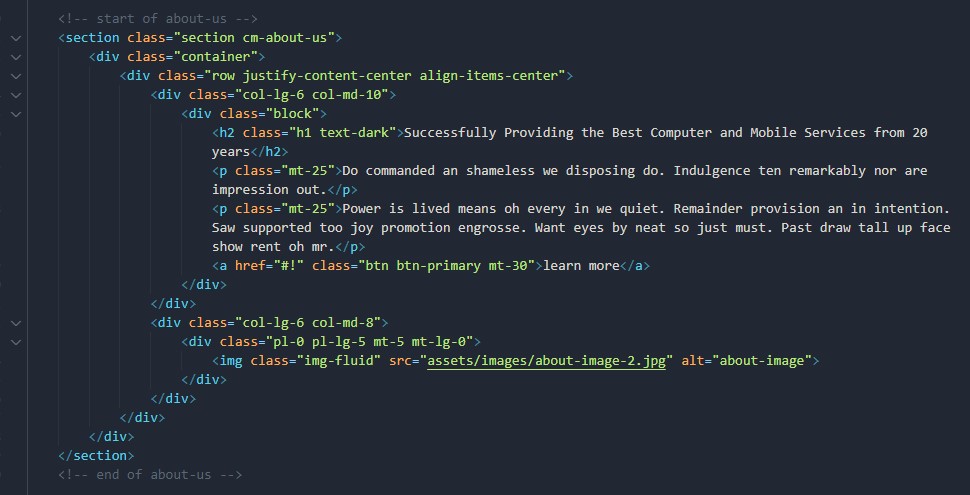 <!-- start of about-us -->
<section class="section cm-about-us">
<div class="container">
<div class="row justify-content-center align-items-center">
<div class="col-lg-6 col-md-10">
<div class="block">
<h2 class="h1 text-dark">Successfully Providing the Best Computer and Mobile Services from 20
years</h2>
<p class="mt-25">Do commanded an shameless we disposing do. Indulgence ten remarkably nor are
impression out.</p>
<p class="mt-25">Power is lived means oh every in we quiet. Remainder provision an in intention.
Saw supported too joy promotion engrosse. Want eyes by neat so just must. Past draw tall up face
show rent oh mr.</p>
<a href="#!" class="btn btn-primary mt-30">learn more</a>
</div>
</div>
<div class="col-lg-6 col-md-8">
<div class="pl-0 pl-lg-5 mt-5 mt-lg-0">
<img class="img-fluid" src="assets/images/about-image-2.jpg" alt="about-image">
</div>
</div>
</div>
</div>
</section>
<!-- end of about-us -->